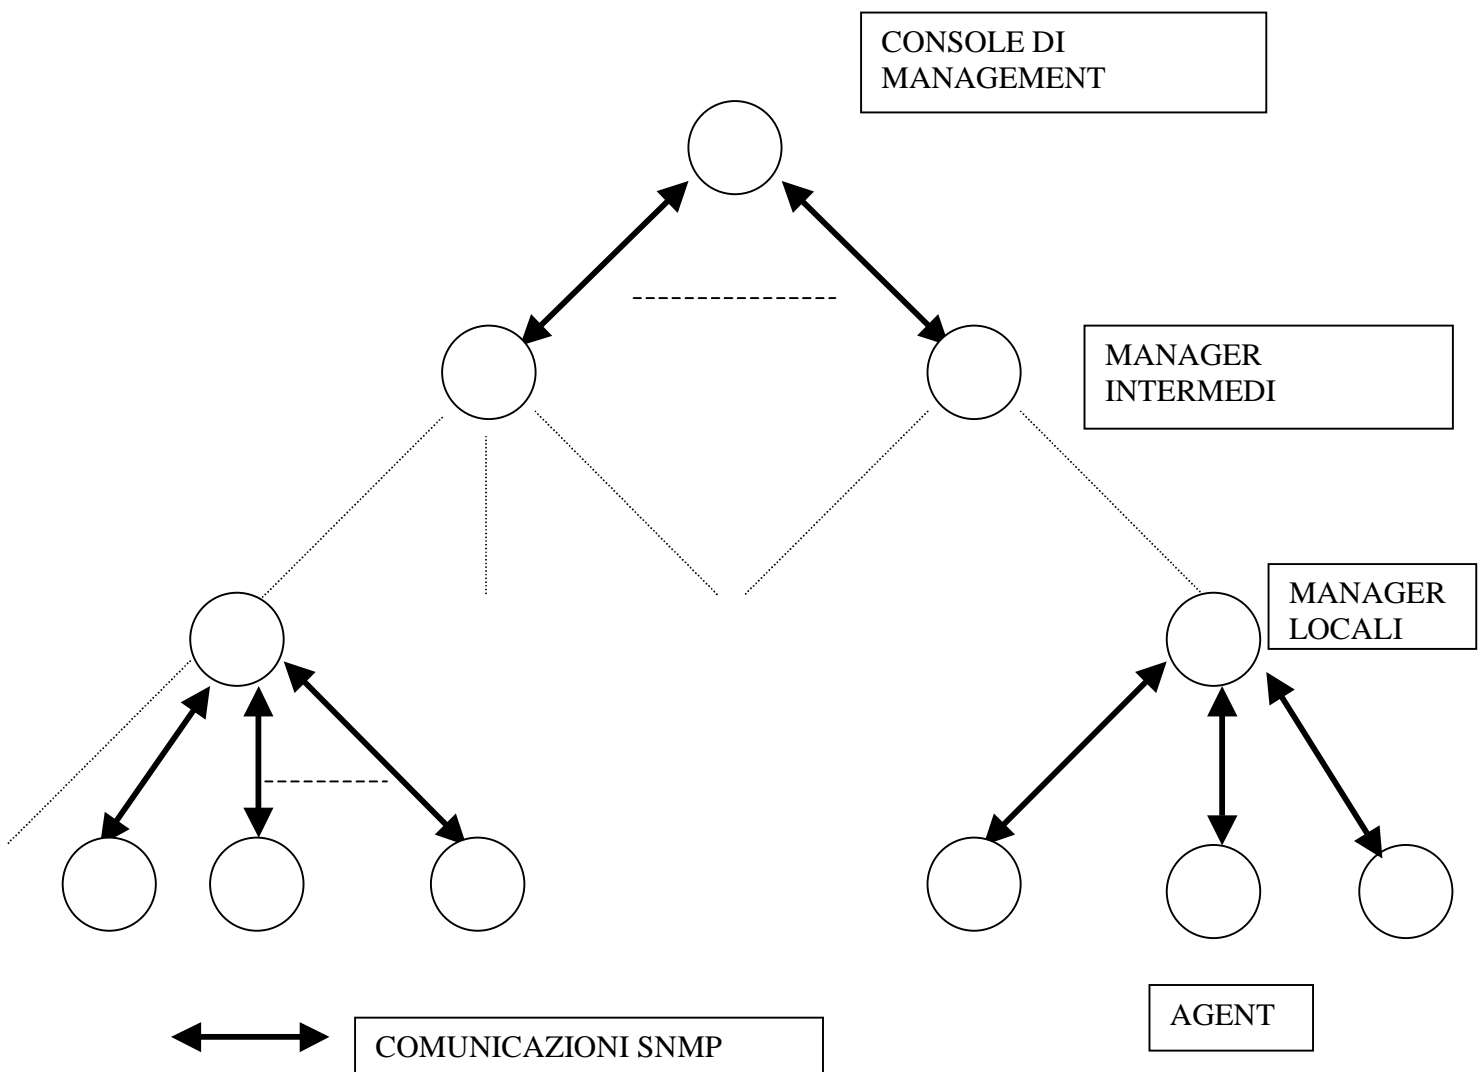 CONSOLE DI
MANAGEMENT
MANAGER
INTERMEDI
MANAGER
LOCALI
AGENT
COMUNICAZIONI SNMP